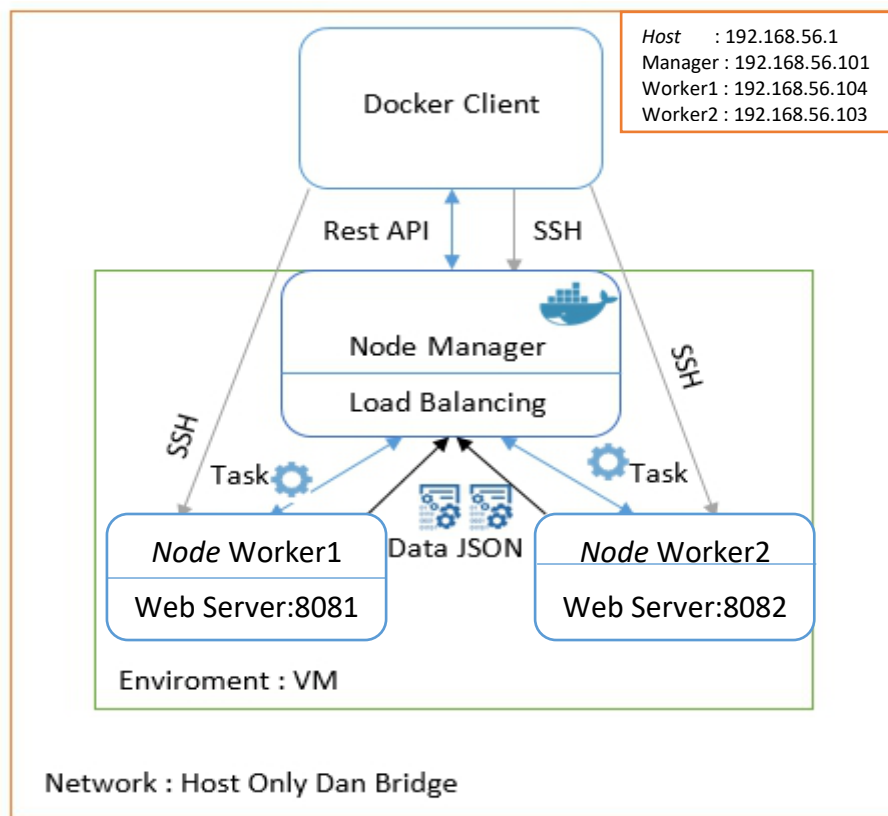 Host : 192.168.56.1
Manager : 192.168.56.101
Worker1 : 192.168.56.104
Worker2 : 192.168.56.103
Docker Client
Rest API
SSH
Node Manager
Load Balancing
SSH
SSH
Task
Task
Data JSON
Node Worker1
Web Server:8081
Node Worker2
Web Server:8082
Enviroment : VM
Network : Host Only Dan Bridge